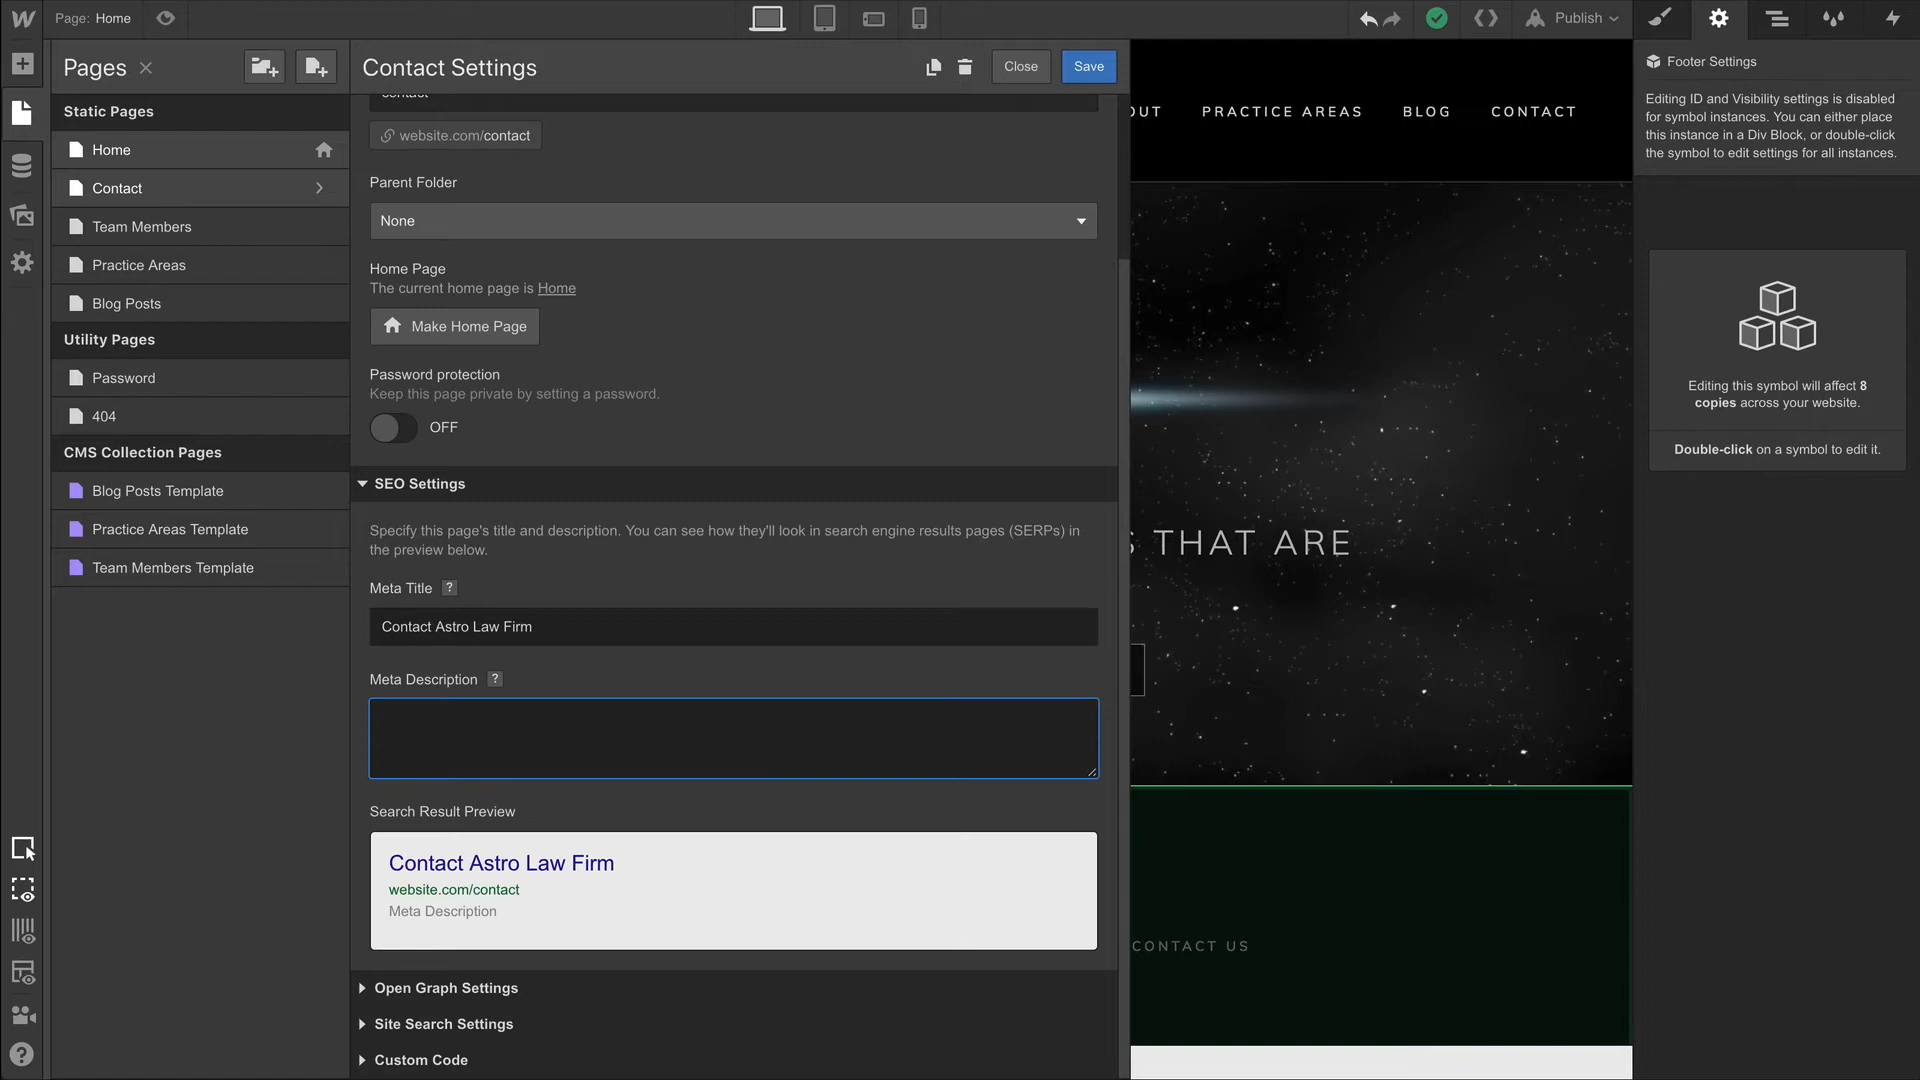 Page: Home
Publish
Pages
Static Pages
Home
Contact
Team Members
Practice Areas
Blog Posts
Utility Pages
Password
404
CMS Collection Pages
Blog Posts Template
Practice Areas Template
Team Members Template
Contact Settings
Close
Save
contact
website.com/contact
Parent Folder
None
Home Page
The current home page is Home
Make Home Page
Password protection
Keep this page private by setting a password.
OFF
SEO Settings
Specify this page's title and description. You can see how they'll look in search engine results pages (SERPs) in
the preview below.
Meta Title ?
Contact Astro Law Firm
Meta Description ?
Search Result Preview
Contact Astro Law Firm
website.com/contact
Meta Description
Open Graph Settings
Site Search Settings
Custom Code
OUT PRACTICE AREAS BLOG CONTACT
S THAT ARE
CONTACT US
Footer Settings
Editing ID and Visibility settings is disabled
for symbol instances. You can either place
this instance in a Div Block, or double-click
the symbol to edit settings for all instances.
Editing this symbol will affect 8
copies across your website.
Double-click on a symbol to edit it.